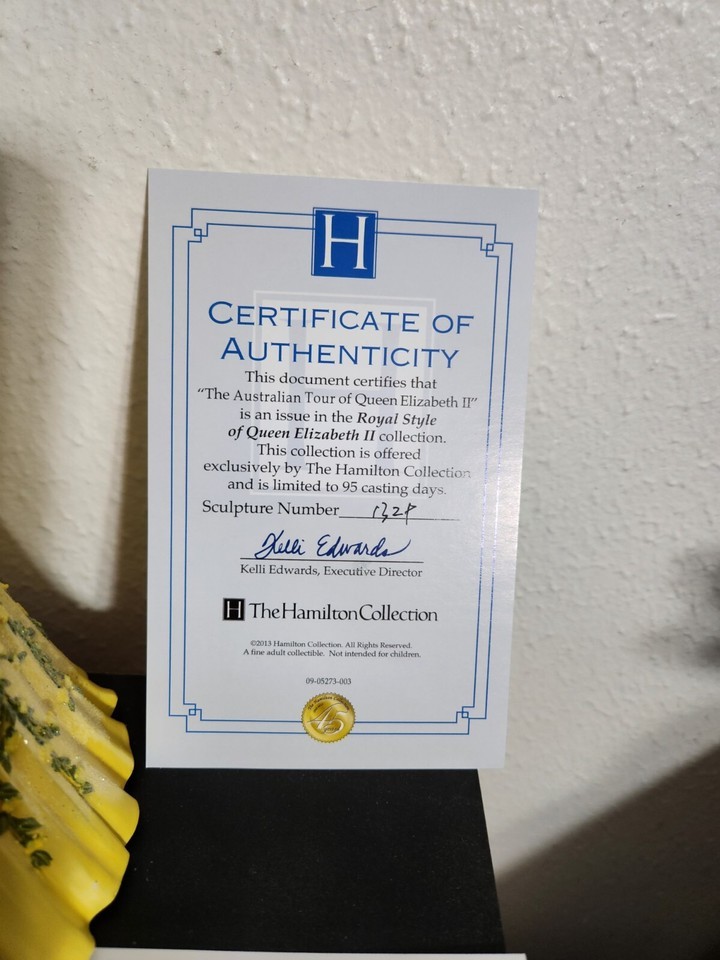 H
CERTIFICATE OF
AUTHENTICITY
This document certifies that
“The Australian Tour of Queen Elizabeth II”
is an issue in the Royal Style
of Queen Elizabeth II collection.
This collection is offered
exclusively by The Hamilton Collection
and is limited to 95 casting days.
Sculpture Number
Kelli Edwards
Kelli Edwards, Executive Director
H The Hamilton Collection
©2013 Hamilton Collection. All Rights Reserved.
A fine adult collectible. Not intended for children.
09-05273-003
45